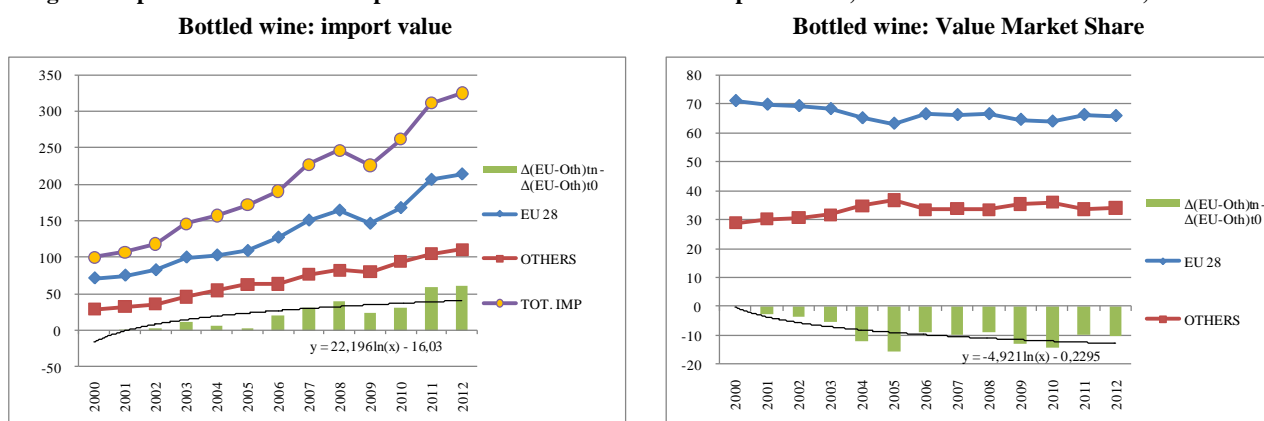 Bottled wine: import value
350
300
250
200
150
100
50
0
-50
y = 22,196ln(x) - 16,03
2000 2001 2002 2003 2004 2005 2006 2007 2008 2009 2010 2011 2012
Δ(EU-Oth)tn -
Δ(EU-Oth)t0
EU 28
OTHERS
TOT. IMP
Bottled wine: Value Market Share
80
70
60
50
40
30
20
10
0
-10
-20
y = -4,921ln(x) - 0,2295
2000 2001 2002 2003 2004 2005 2006 2007 2008 2009 2010 2011 2012
Δ(EU-Oth)tn -
Δ(EU-Oth)t0
EU 28
OTHERS